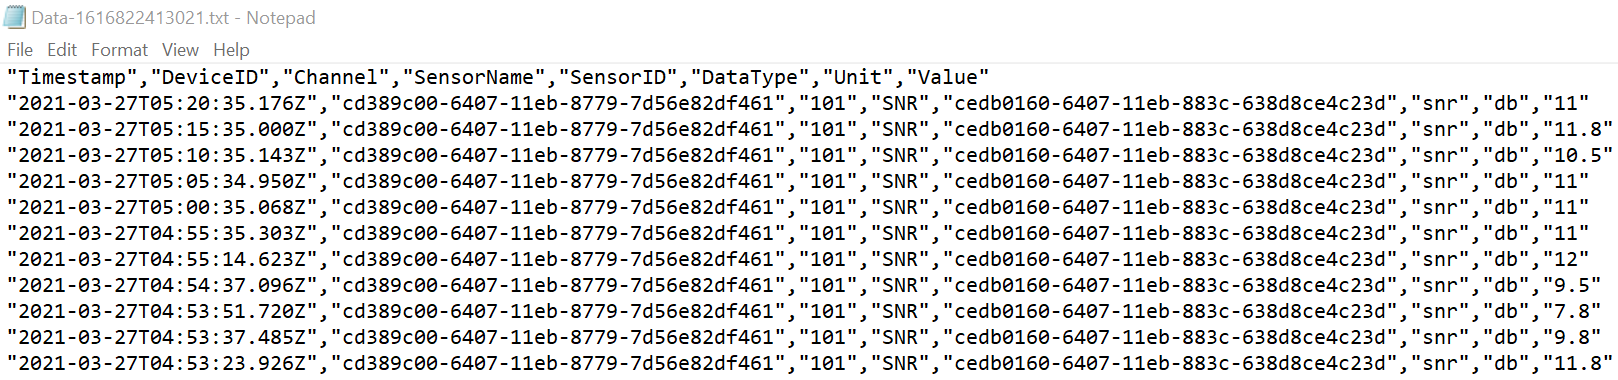 Data-1616822413021.txt - Notepad
File Edit Format View Help
"Timestamp","DeviceID","Channel","SensorName","SensorID","DataType","Unit","Value"
"2021-03-27T05:20:35.176Z","cd389c00-6407-11eb-8779-7d56e82df461","101","SNR","cedb0160-6407-11eb-883c-638d8ce4c23d","snr","db","11"
"2021-03-27T05:15:35.000Z","cd389c00-6407-11eb-8779-7d56e82df461","101","SNR","cedb0160-6407-11eb-883c-638d8ce4c23d","snr","db","11.8"
"2021-03-27T05:10:35.143Z","cd389c00-6407-11eb-8779-7d56e82df461","101","SNR","cedb0160-6407-11eb-883c-638d8ce4c23d","snr","db","10.5"
"2021-03-27T05:05:34.950Z","cd389c00-6407-11eb-8779-7d56e82df461","101","SNR","cedb0160-6407-11eb-883c-638d8ce4c23d","snr","db","11"
"2021-03-27T05:00:35.068Z","cd389c00-6407-11eb-8779-7d56e82df461","101","SNR","cedb0160-6407-11eb-883c-638d8ce4c23d","snr","db","11"
"2021-03-27T04:55:35.303Z","cd389c00-6407-11eb-8779-7d56e82df461","101","SNR","cedb0160-6407-11eb-883c-638d8ce4c23d","snr","db","11"
"2021-03-27T04:55:14.623Z","cd389c00-6407-11eb-8779-7d56e82df461","101","SNR","cedb0160-6407-11eb-883c-638d8ce4c23d","snr","db","12"
"2021-03-27T04:54:37.096Z","cd389c00-6407-11eb-8779-7d56e82df461","101","SNR","cedb0160-6407-11eb-883c-638d8ce4c23d","snr","db","9.5"
"2021-03-27T04:53:51.720Z","cd389c00-6407-11eb-8779-7d56e82df461","101","SNR","cedb0160-6407-11eb-883c-638d8ce4c23d","snr","db","7.8"
"2021-03-27T04:53:37.485Z","cd389c00-6407-11eb-8779-7d56e82df461","101","SNR","cedb0160-6407-11eb-883c-638d8ce4c23d","snr","db","9.8"
"2021-03-27T04:53:23.926Z","cd389c00-6407-11eb-8779-7d56e82df461","101","SNR","cedb0160-6407-11eb-883c-638d8ce4c23d","snr","db","11.8"